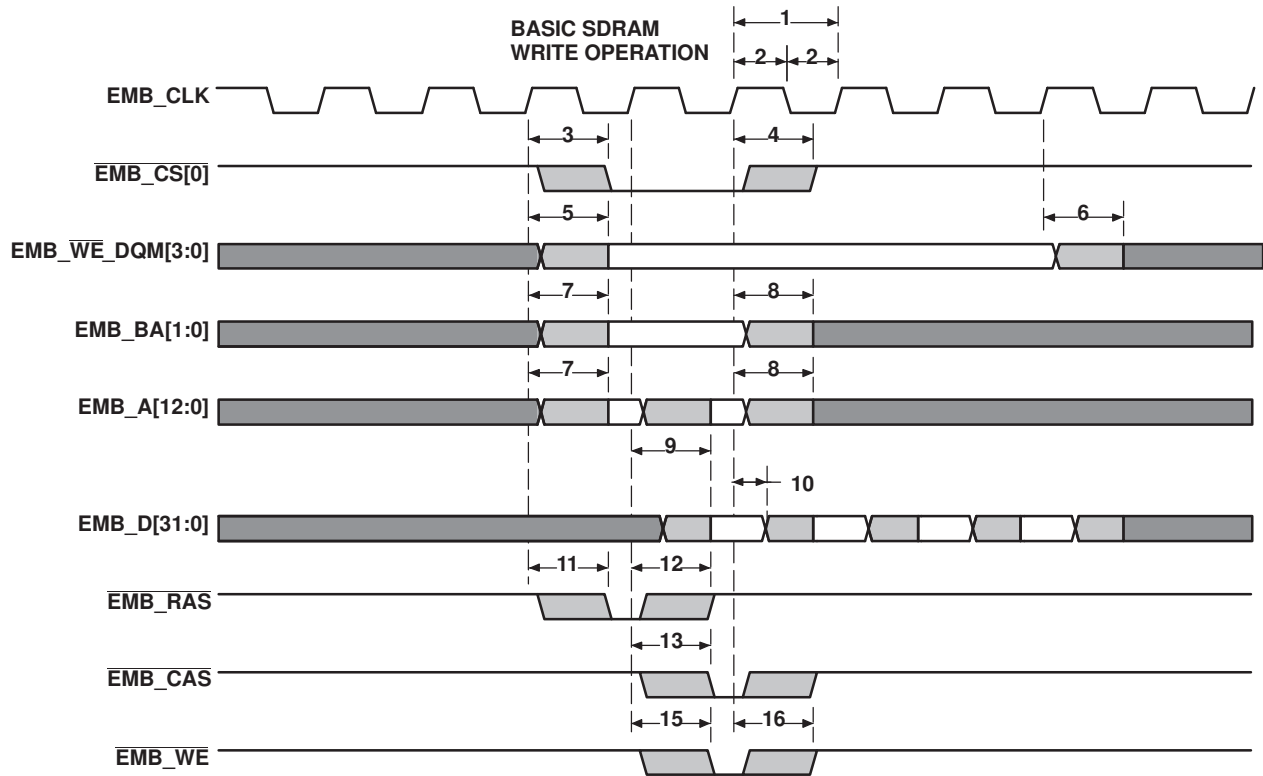 BASIC SDRAM
WRITE OPERATION
1
2 2
EMB_CLK
3 4
EMB_CS[0]
5 6
EMB_WE_DQM[3:0]
7 8
EMB_BA[1:0]
7 8
EMB_A[12:0]
9
10
EMB_D[31:0]
11 12
EMB_RAS
13
EMB_CAS
15 16
EMB_WE